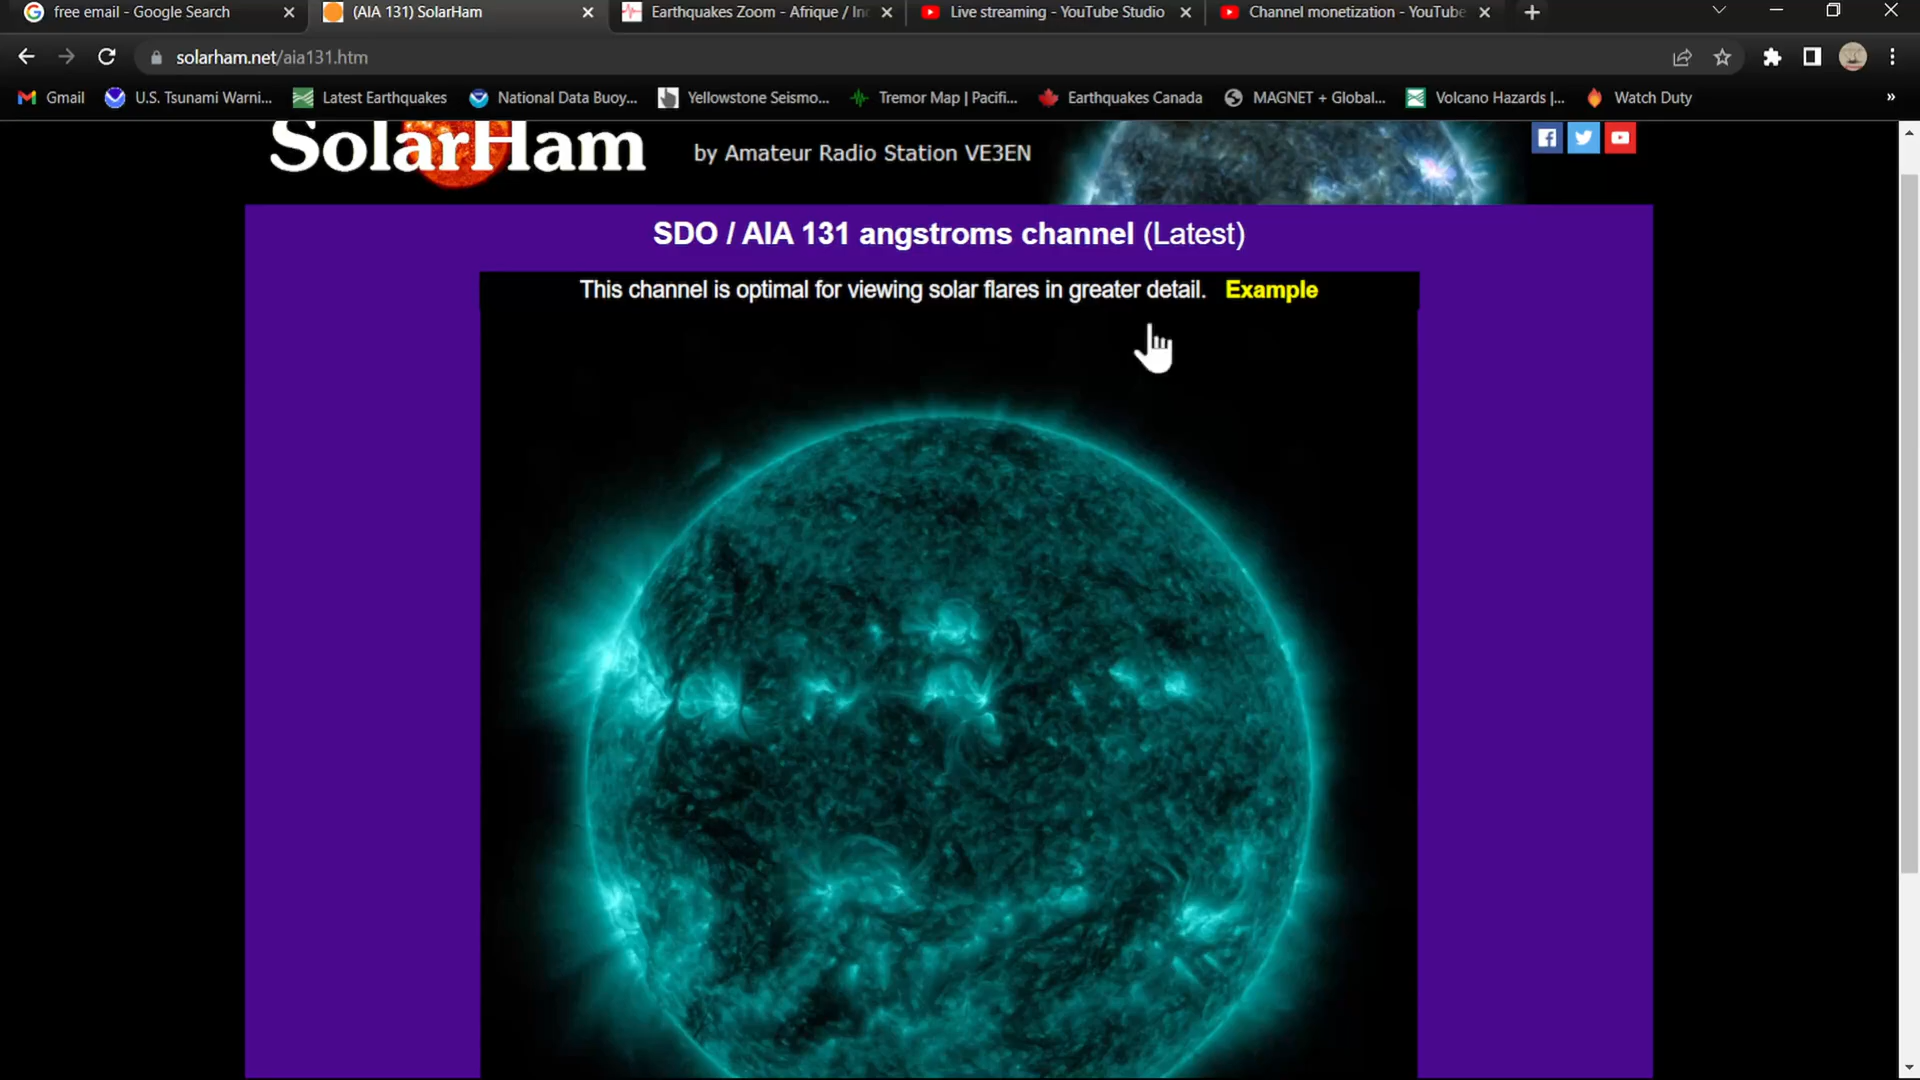 free email - Google Search
(AIA 131) SolarHam
Earthquakes Zoom - Afrique / In
Live streaming - YouTube Studio
Channel monetization - YouTube
solarham.net/aia131.htm
Gmail
U.S. Tsunami Warni...
Latest Earthquakes
National Data Buoy...
Yellowstone Seismo...
Tremor Map | Pacifi...
Earthquakes Canada
MAGNET + Global...
Volcano Hazards |...
Watch Duty
»
SolarHam
by Amateur Radio Station VE3EN
SDO / AIA 131 angstroms channel (Latest)
This channel is optimal for viewing solar flares in greater detail. Example